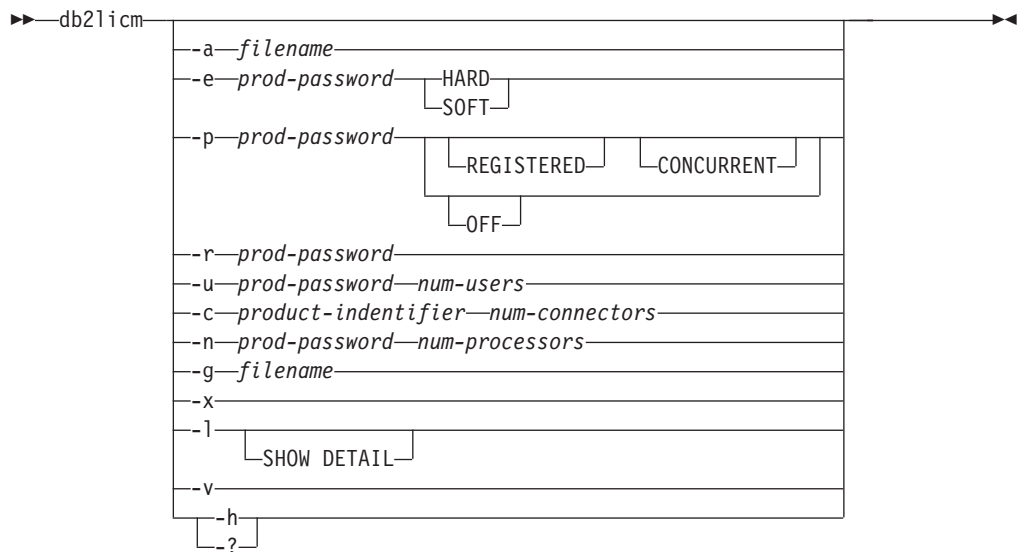 db2licm
-a filename
-e prod-password HARD
SOFT
-p prod-password
REGISTERED CONCURRENT
OFF
-r prod-password
-u prod-password num-users
-c product-indentifier num-connectors
-n prod-password num-processors
-g filename
-x
-l
SHOW DETAIL
-v
-h
-?